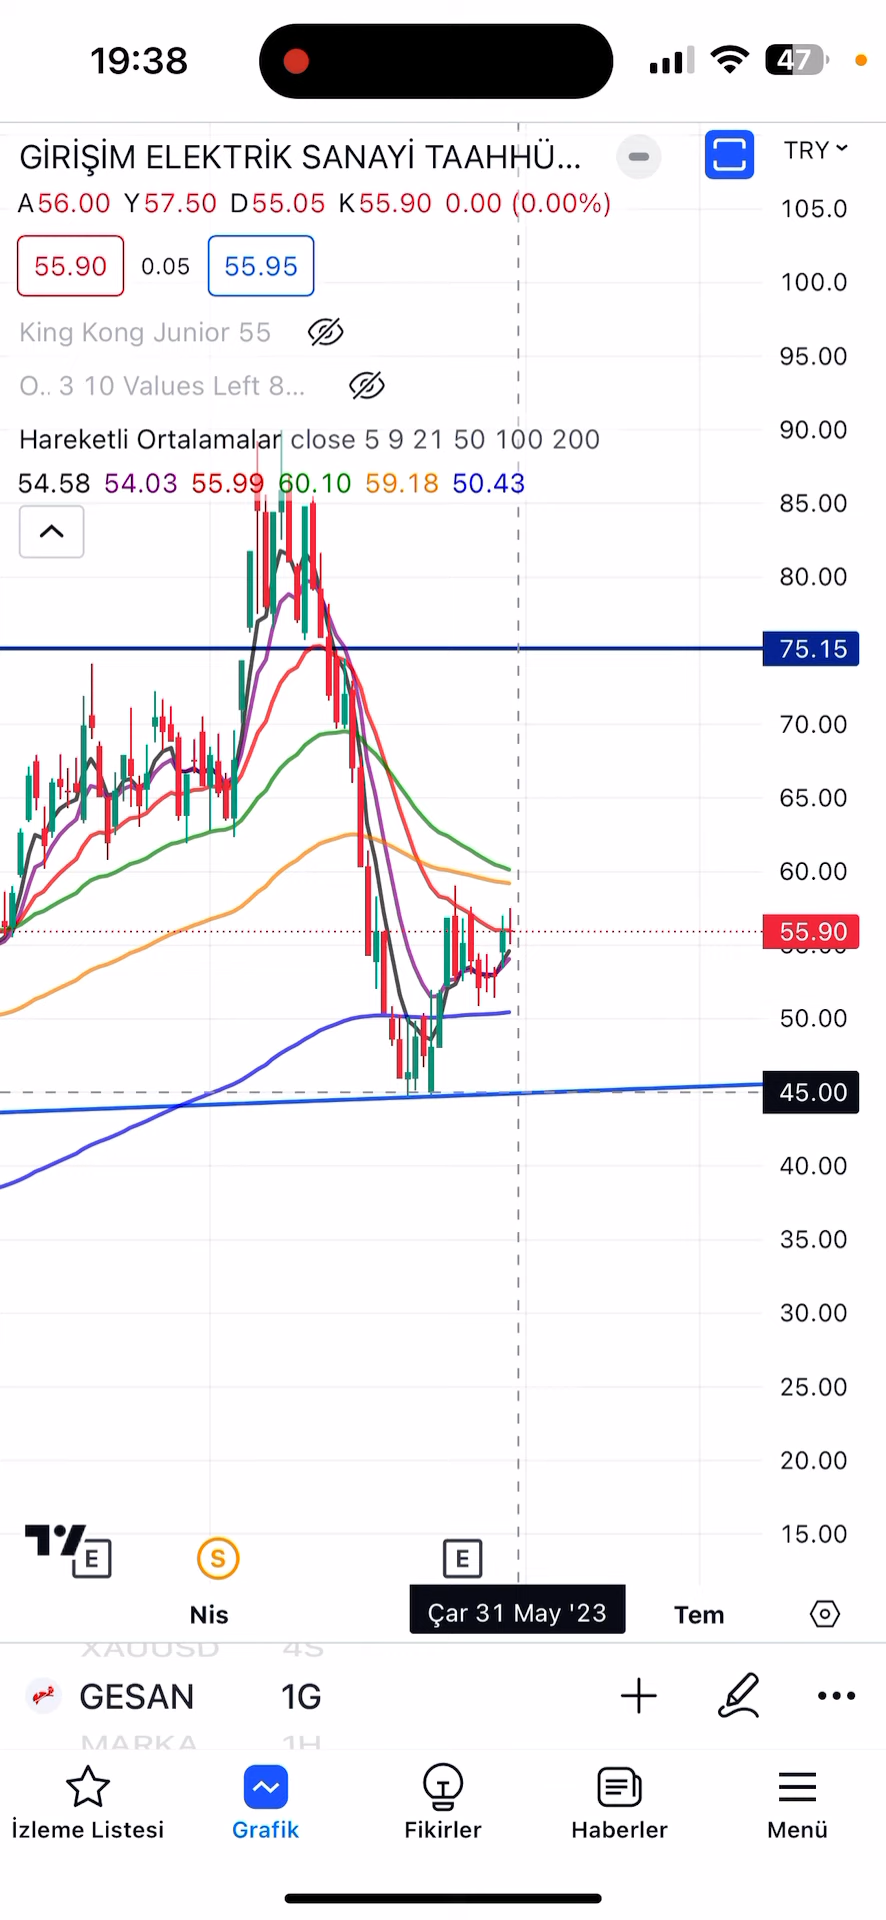 19:38
47
GİRİŞİM ELEKTRİK SANAYİ TAAHHÜ...
TRY
A56.00 Y57.50 D55.05 K55.90 0.00 (0.00%)
55.90 0.05 55.95
King Kong Junior 55
O.. 3 10 Values Left 8...
Hareketli Ortalamalar close 5 9 21 50 100 200
54.58 54.03 55.99 60.10 59.18 50.43
105.0
100.0
95.00
90.00
85.00
80.00
75.15
70.00
65.00
60.00
55.90
50.00
45.00
40.00
35.00
30.00
25.00
20.00
15.00
E S E
Nis Çar 31 May '23 Tem
XAUUSD 4S
GESAN 1G
MARKA 1H
İzleme Listesi Grafik Fikirler Haberler Menü